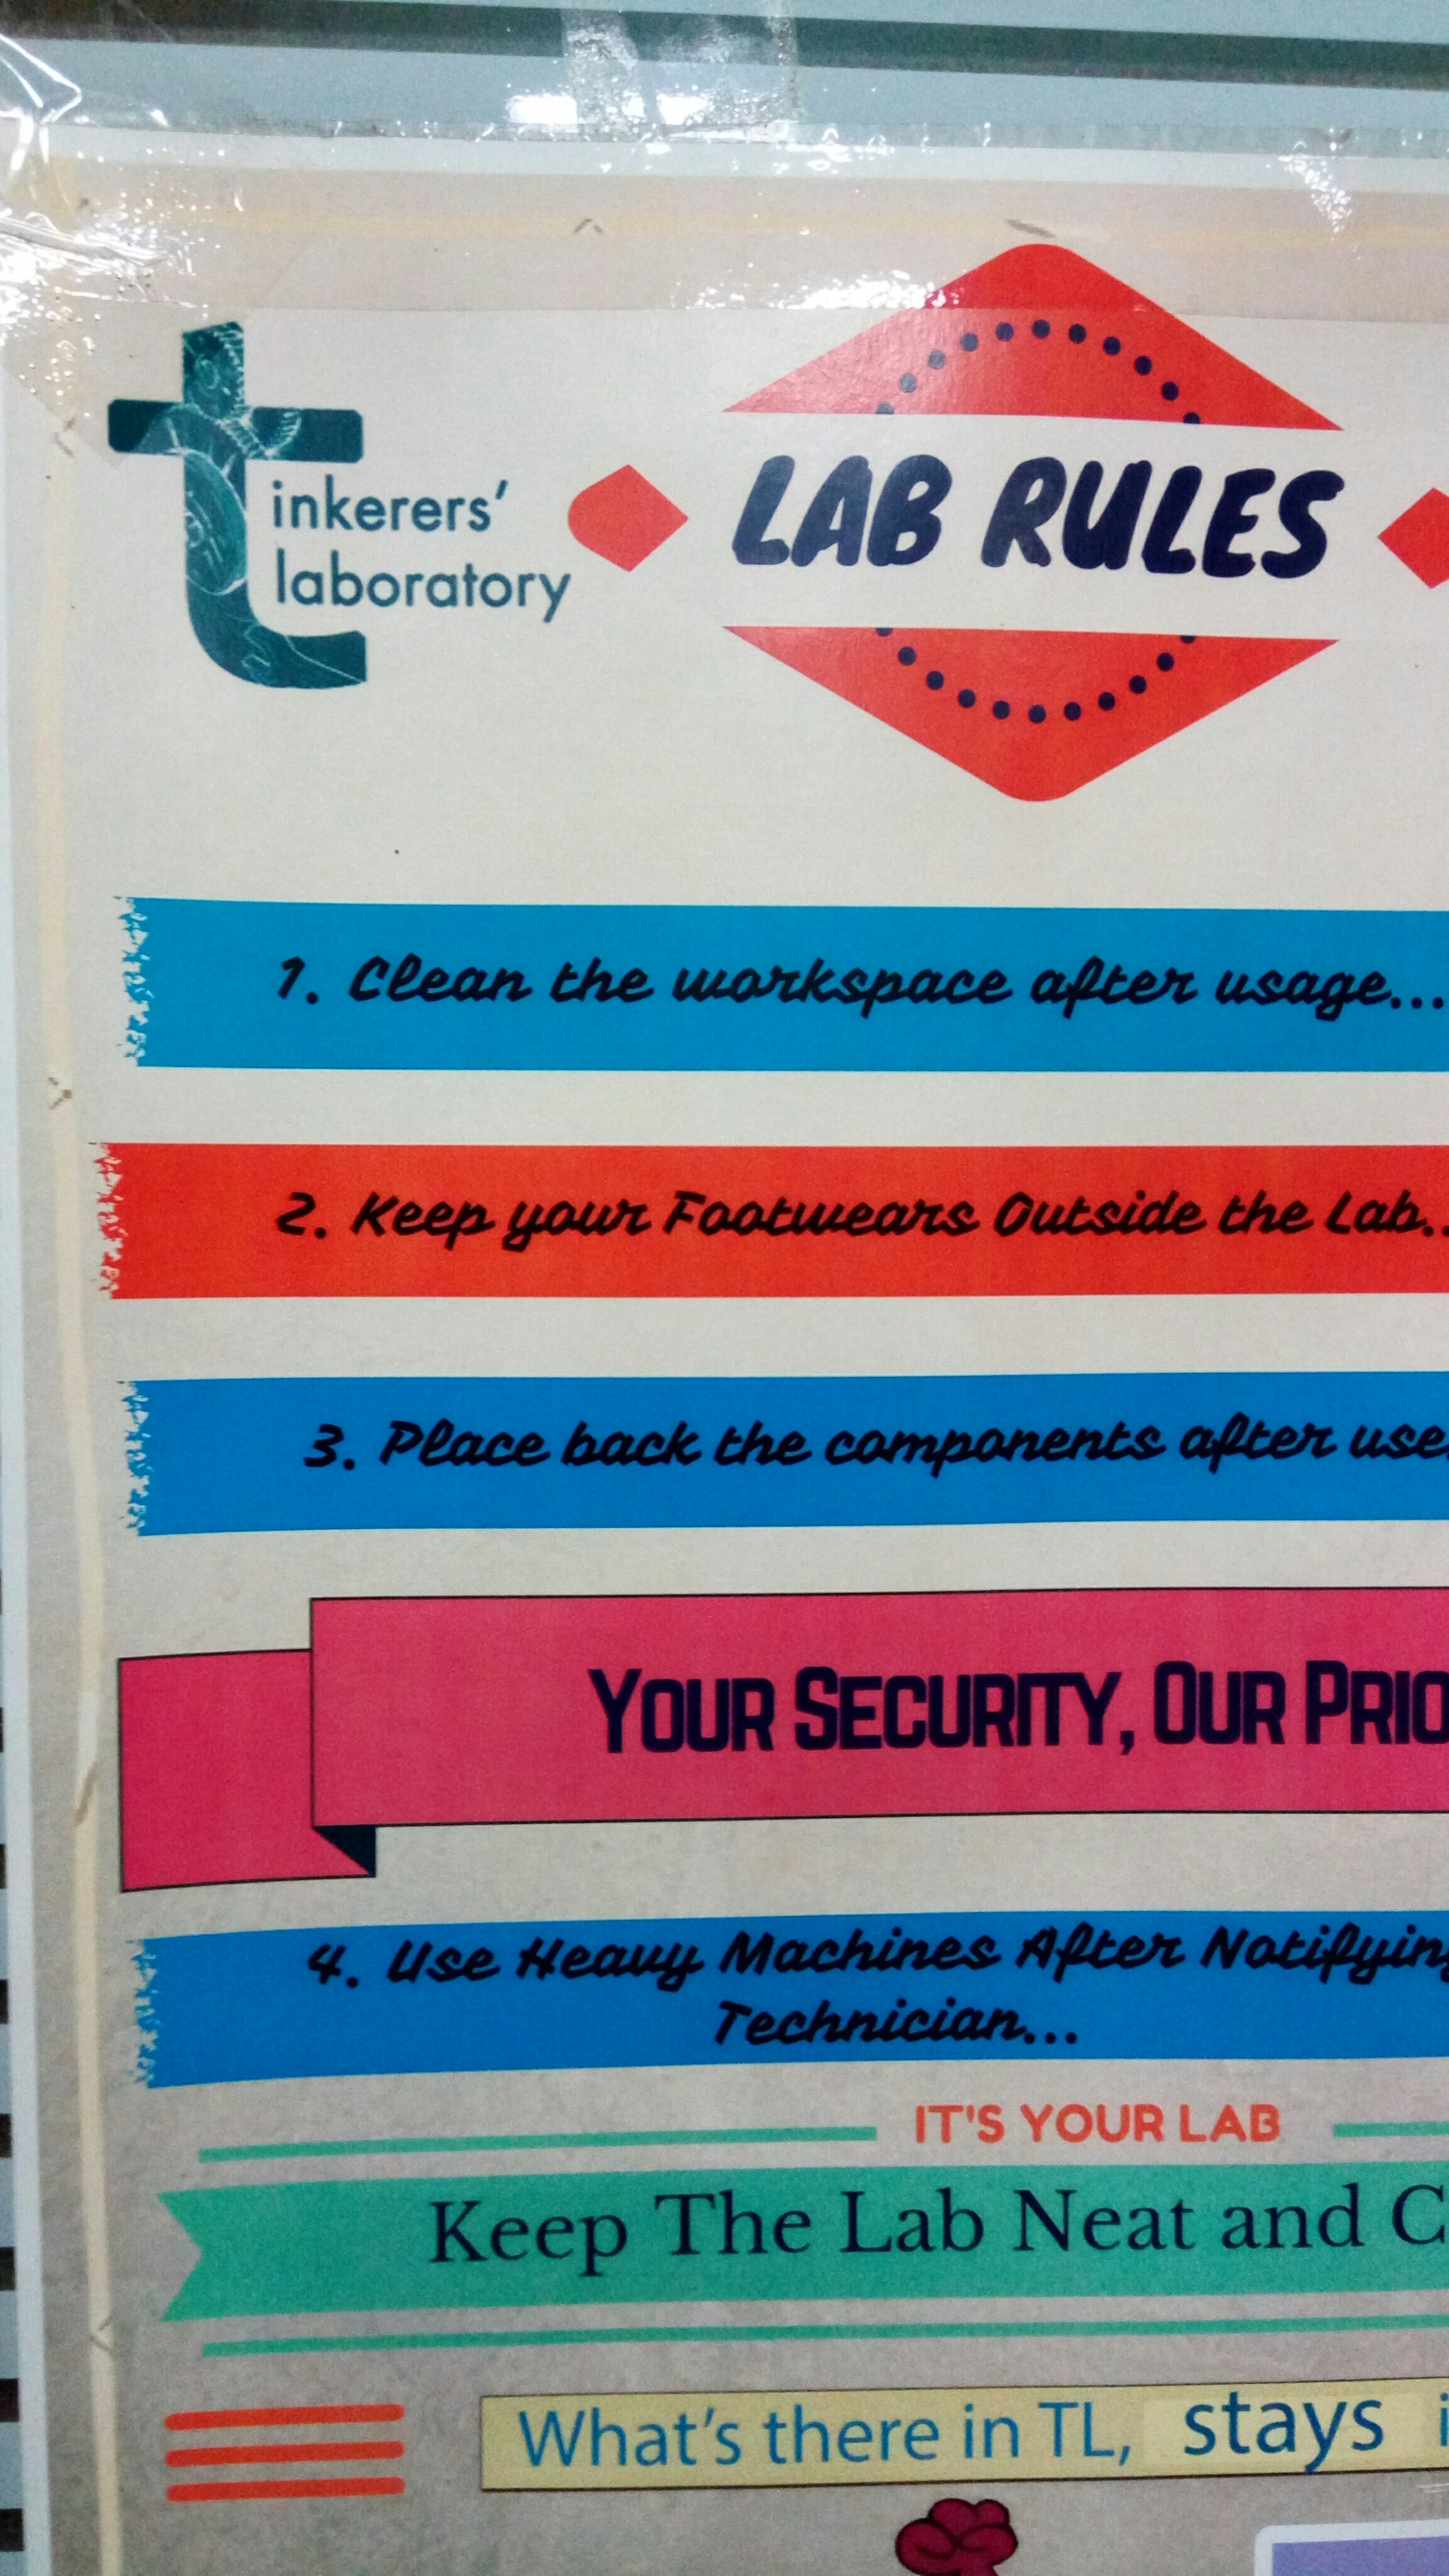 tinkerers'
laboratory
LAB RULES
1. Clean the workspace after usage...
2. Keep your Footwears Outside the Lab..
3. Place back the components after use.
YOUR SECURITY, OUR
4. Use Heavy Machines After
Technician...
IT'S YOUR LAB
Keep The Lab Neat and
What's there in TL, stays